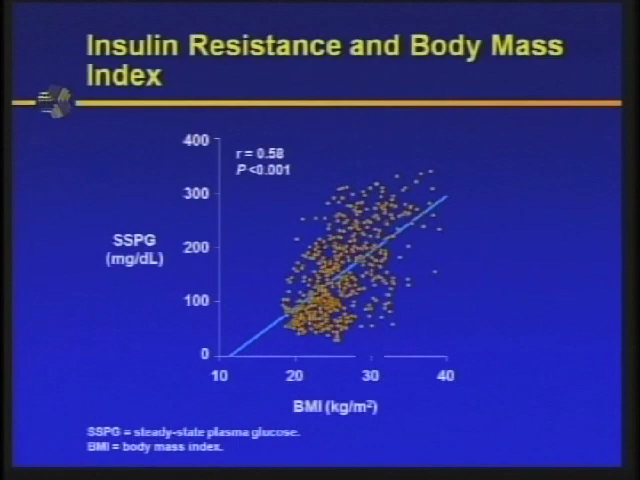 Insulin Resistance and Body Mass
Index
r = 0.58
P <0.001
400
300
200
100
0
SSPG
(mg/dL)
10 20 30 40
BMI (kg/m²)
SSPG = steady-state plasma glucose.
BMI = body mass index.